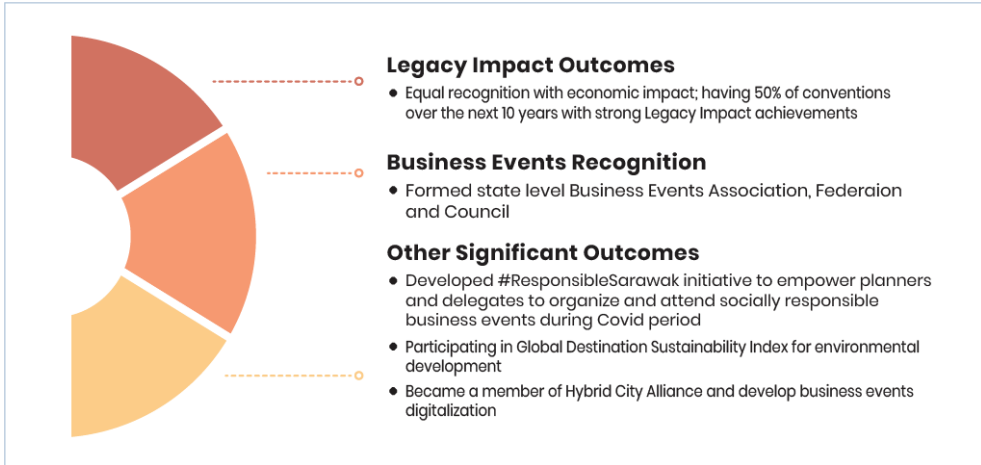 Legacy Impact Outcomes
• Equal recognition with economic impact; having 50% of conventions
over the next 10 years with strong Legacy Impact achievements
Business Events Recognition
• Formed state level Business Events Association, Federaion
and Council
Other Significant Outcomes
• Developed #ResponsibleSarawak initiative to empower planners
and delegates to organize and attend socially responsible
business events during Covid period
• Participating in Global Destination Sustainability Index for environmental
development
• Became a member of Hybrid City Alliance and develop business events
digitalization